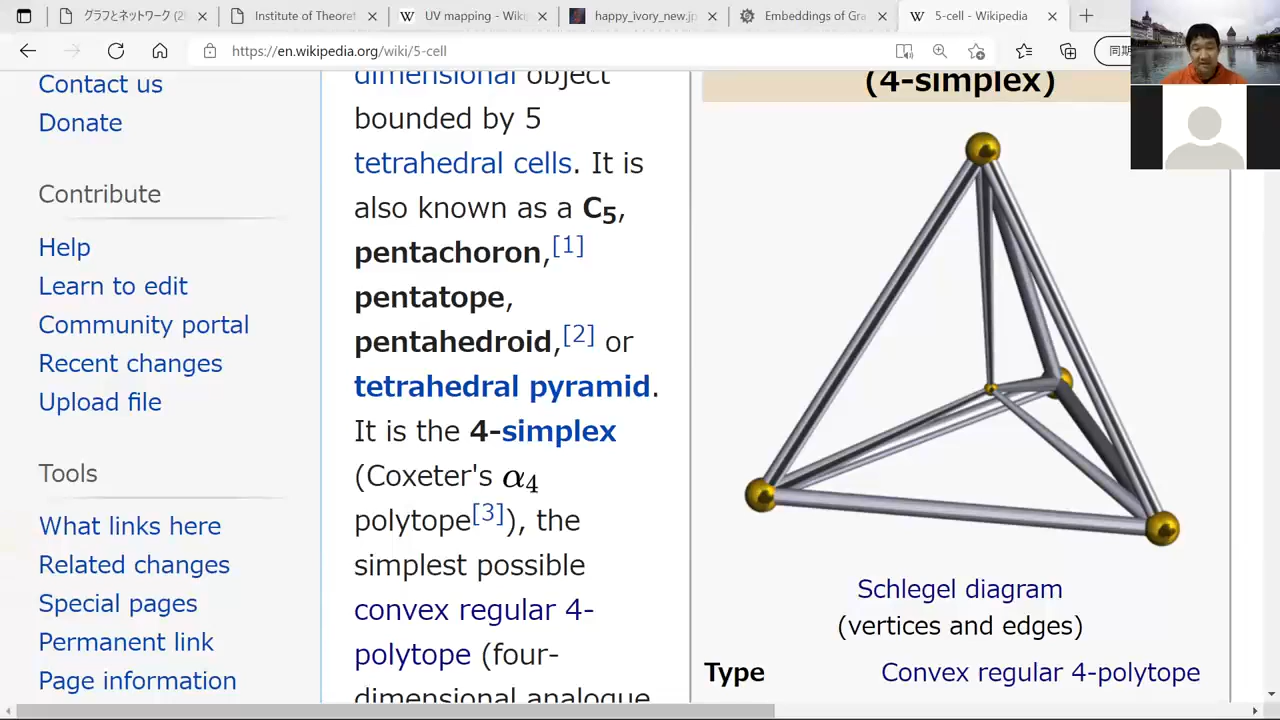 グラフとネットワーク (2
Institute of Theoret
UV mapping - Wiki
happy_ivory_new.jp
Embeddings of Gra
5-cell - Wikipedia
https://en.wikipedia.org/wiki/5-cell
同期
Contact us
Donate
Contribute
Help
Learn to edit
Community portal
Recent changes
Upload file
Tools
What links here
Related changes
Special pages
Permanent link
Page information
dimensional object
bounded by 5
tetrahedral cells. It is
also known as a C5,
pentachoron,[1]
pentatope,
pentahedroid,[2] or
tetrahedral pyramid.
It is the 4-simplex
(Coxeter's α4
polytope[3]), the
simplest possible
convex regular 4-
polytope (four-
dimensional analogue
(4-simplex)
Schlegel diagram
(vertices and edges)
Type Convex regular 4-polytope